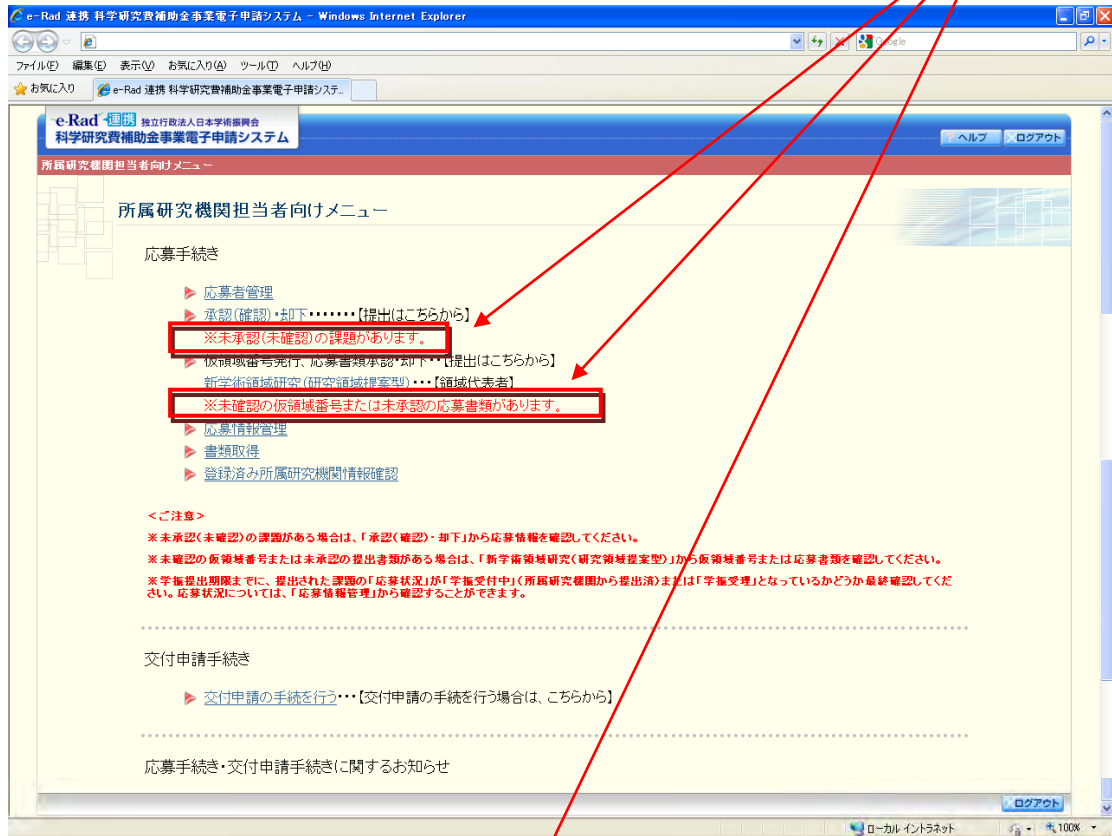 e-Rad 連携 科学研究費補助金事業電子申請システム - Windows Internet Explorer
Google
ファイル(F) 編集(E) 表示(V) お気に入り(A) ツール(T) ヘルプ(H)
お気に入り e-Rad 連携 科学研究費補助金事業電子申請システ...
e-Rad 連携 独立行政法人日本学術振興会
科学研究費補助金事業電子申請システム
ヘルプ ログアウト
所属研究機関担当者向けメニュー
所属研究機関担当者向けメニュー
応募手続き
応募者管理
承認(確認)・却下・・・・・・・【提出はこちらから】
※未承認(未確認)の課題があります。
仮領域番号発行、応募書類承認・却下・・【提出はこちらから】
新学術領域研究(研究領域提案型)・・・【領域代表者】
※未確認の仮領域番号または未承認の応募書類があります。
応募情報管理
書類取得
登録済み所属研究機関情報確認
<ご注意>
※未承認(未確認)の課題がある場合は、「承認(確認)・却下」から応募情報を確認してください。
※未確認の仮領域番号または未承認の提出書類がある場合は、「新学術領域研究(研究領域提案型)」から仮領域番号または応募書類を確認してください。
※学振提出期限までに、提出された課題の「応募状況」が「学振受付中」(所属研究機関から提出済)または「学振受理」となっているかどうか最終確認してくだ
さい。応募状況については、「応募情報管理」から確認することができます。
交付申請手続き
交付申請の手続を行う・・・【交付申請の手続を行う場合は、こちらから】
応募手続き・交付申請手続きに関するお知らせ
ログアウト
ローカル イントラネット 100%